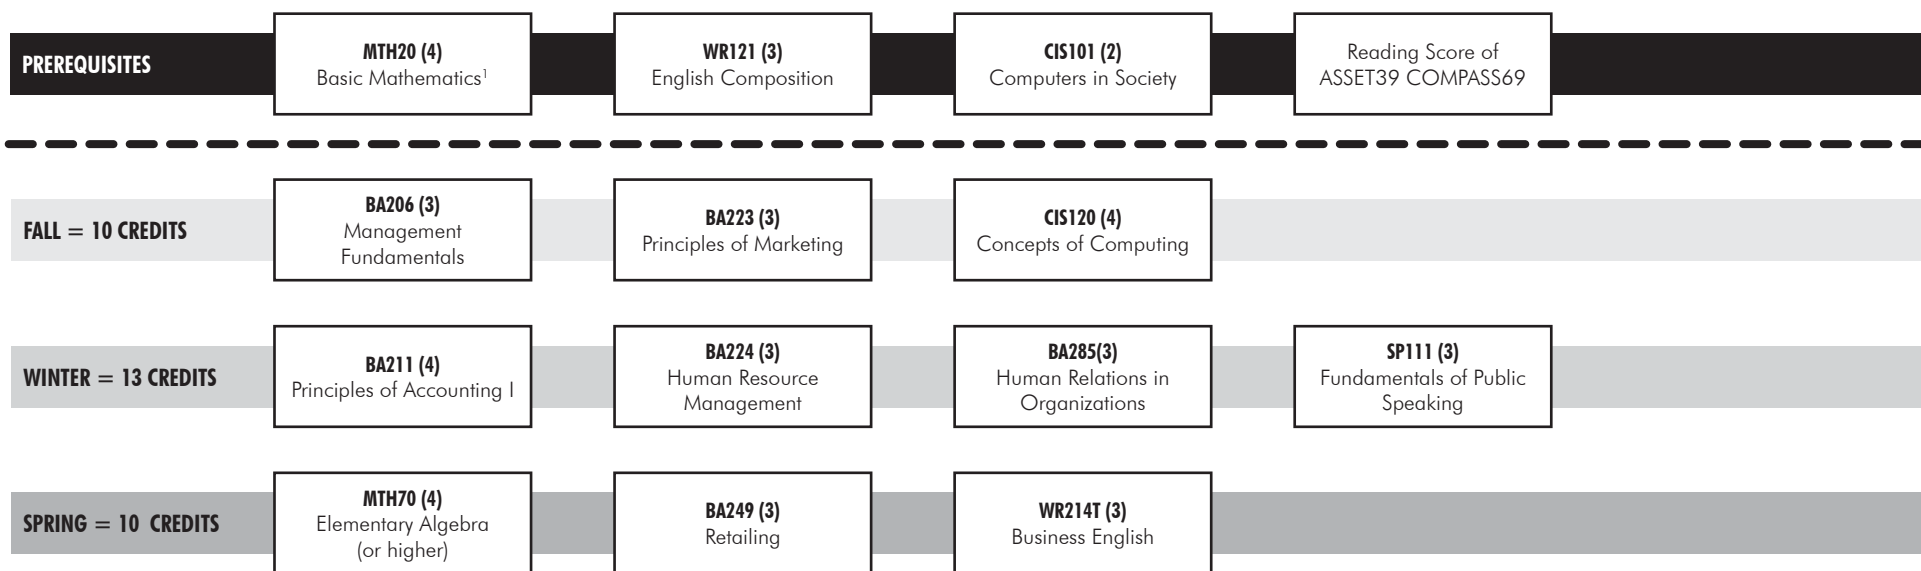 PREREQUISITES
MTH20 (4)
Basic Mathematics¹
WR121 (3)
English Composition
CIS101 (2)
Computers in Society
Reading Score of
ASSET39 COMPASS69
FALL = 10 CREDITS
BA206 (3)
Management
Fundamentals
BA223 (3)
Principles of Marketing
CIS120 (4)
Concepts of Computing
WINTER = 13 CREDITS
BA211 (4)
Principles of Accounting I
BA224 (3)
Human Resource
Management
BA285(3)
Human Relations in
Organizations
SP111 (3)
Fundamentals of Public
Speaking
SPRING = 10 CREDITS
MTH70 (4)
Elementary Algebra
(or higher)
BA249 (3)
Retailing
WR214T (3)
Business English